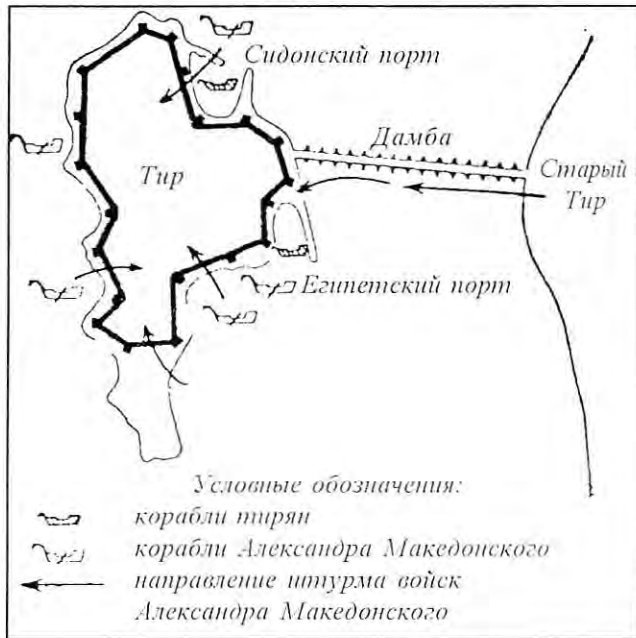 Сидонский порт
Дамба
Тир
Старый
Тир
Египетский порт
Условные обозначения:
корабли тирян
корабли Александра Македонского
направление штурма войск
Александра Македонского